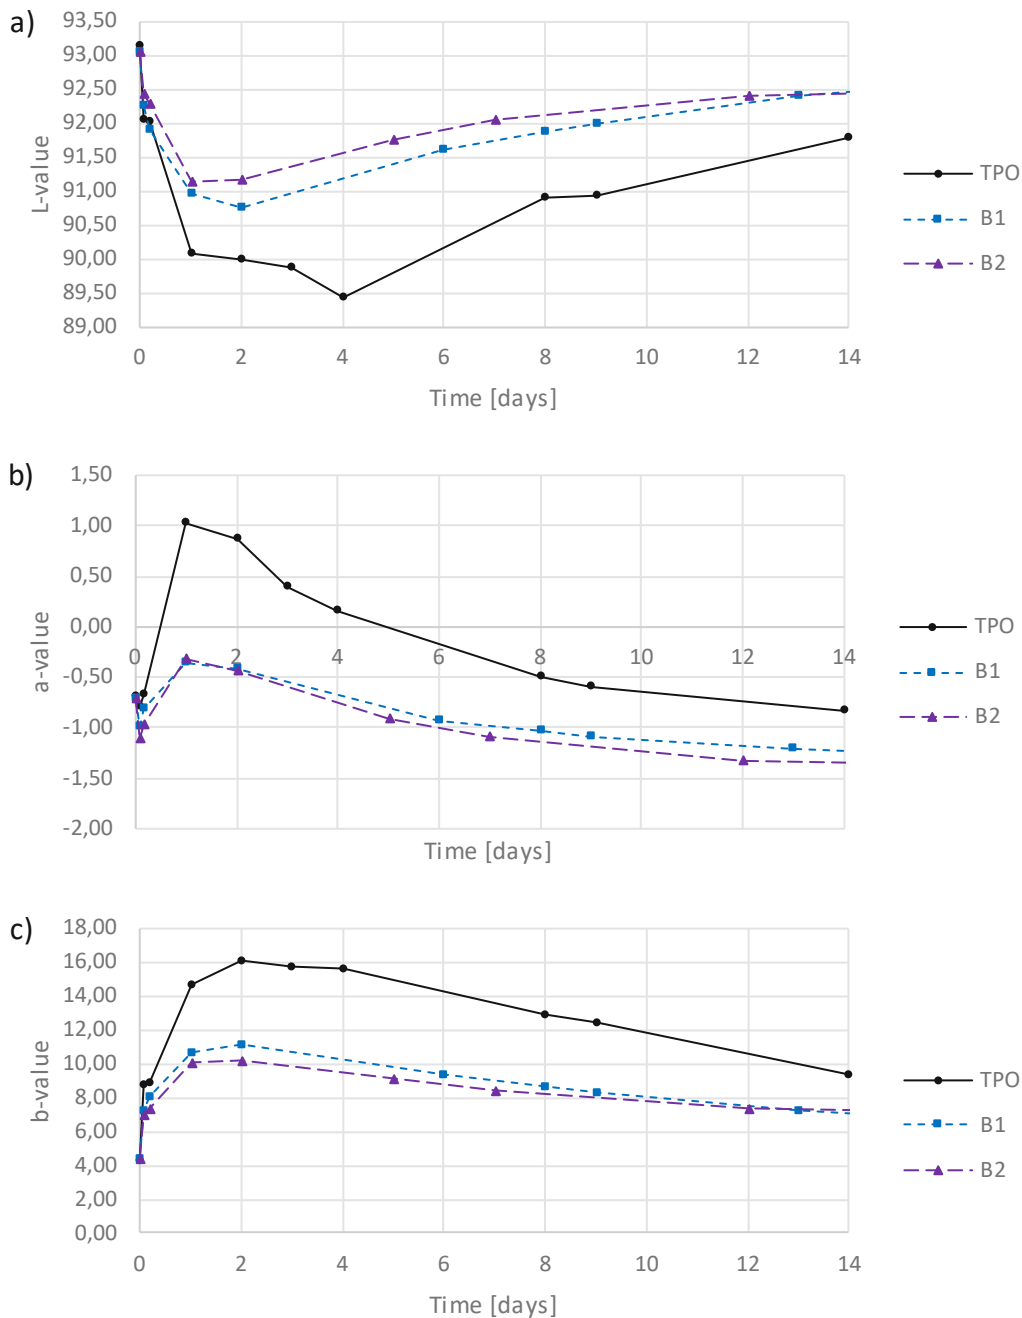 a)
93,50
93,00
92,50
92,00
91,50
91,00
90,50
90,00
89,50
89,00
L-value
0 2 4 6 8 10 12 14
Time [days]
TPO
B1
B2
b)
1,50
1,00
0,50
0,00
-0,50
-1,00
-1,50
-2,00
a-value
0 2 4 6 8 10 12 14
Time [days]
TPO
B1
B2
c)
18,00
16,00
14,00
12,00
10,00
8,00
6,00
4,00
2,00
0,00
b-value
0 2 4 6 8 10 12 14
Time [days]
TPO
B1
B2